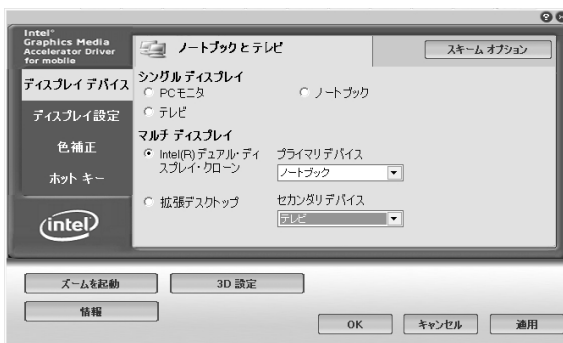 Intel®
Graphics Media
Accelerator Driver
for mobile
ノートブックとテレビ
スキーム オプション
ディスプレイ デバイス
ディスプレイ設定
色補正
ホット キー
intel
シングル ディスプレイ
PCモニタ
ノートブック
テレビ
マルチ ディスプレイ
Intel(R) デュアル・ディ
スプレイ・クローン
プライマリ デバイス
ノートブック
拡張デスクトップ
セカンダリ デバイス
テレビ
ズームを起動
3D 設定
情報
OK
キャンセル
適用